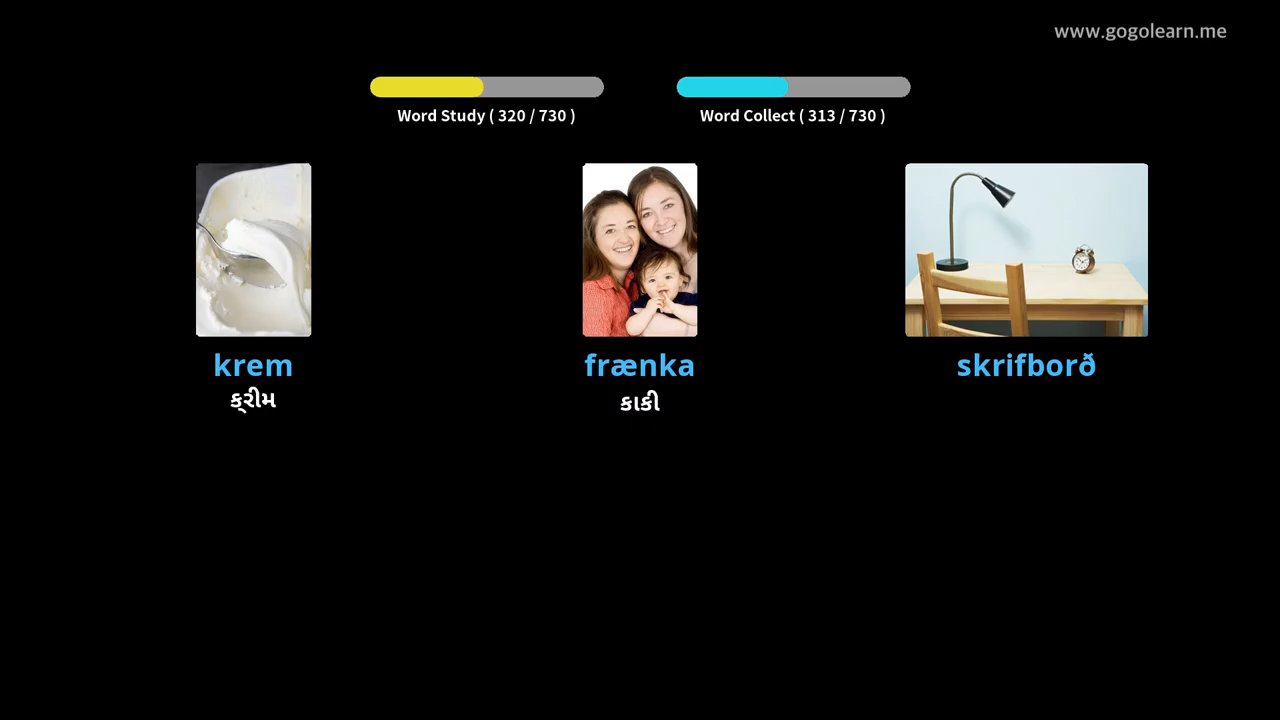 www.gogolearn.me
Word Study ( 320 / 730 )
Word Collect ( 313 / 730 )
krem
ક્રીમ
frænka
કાકી
skrifborð